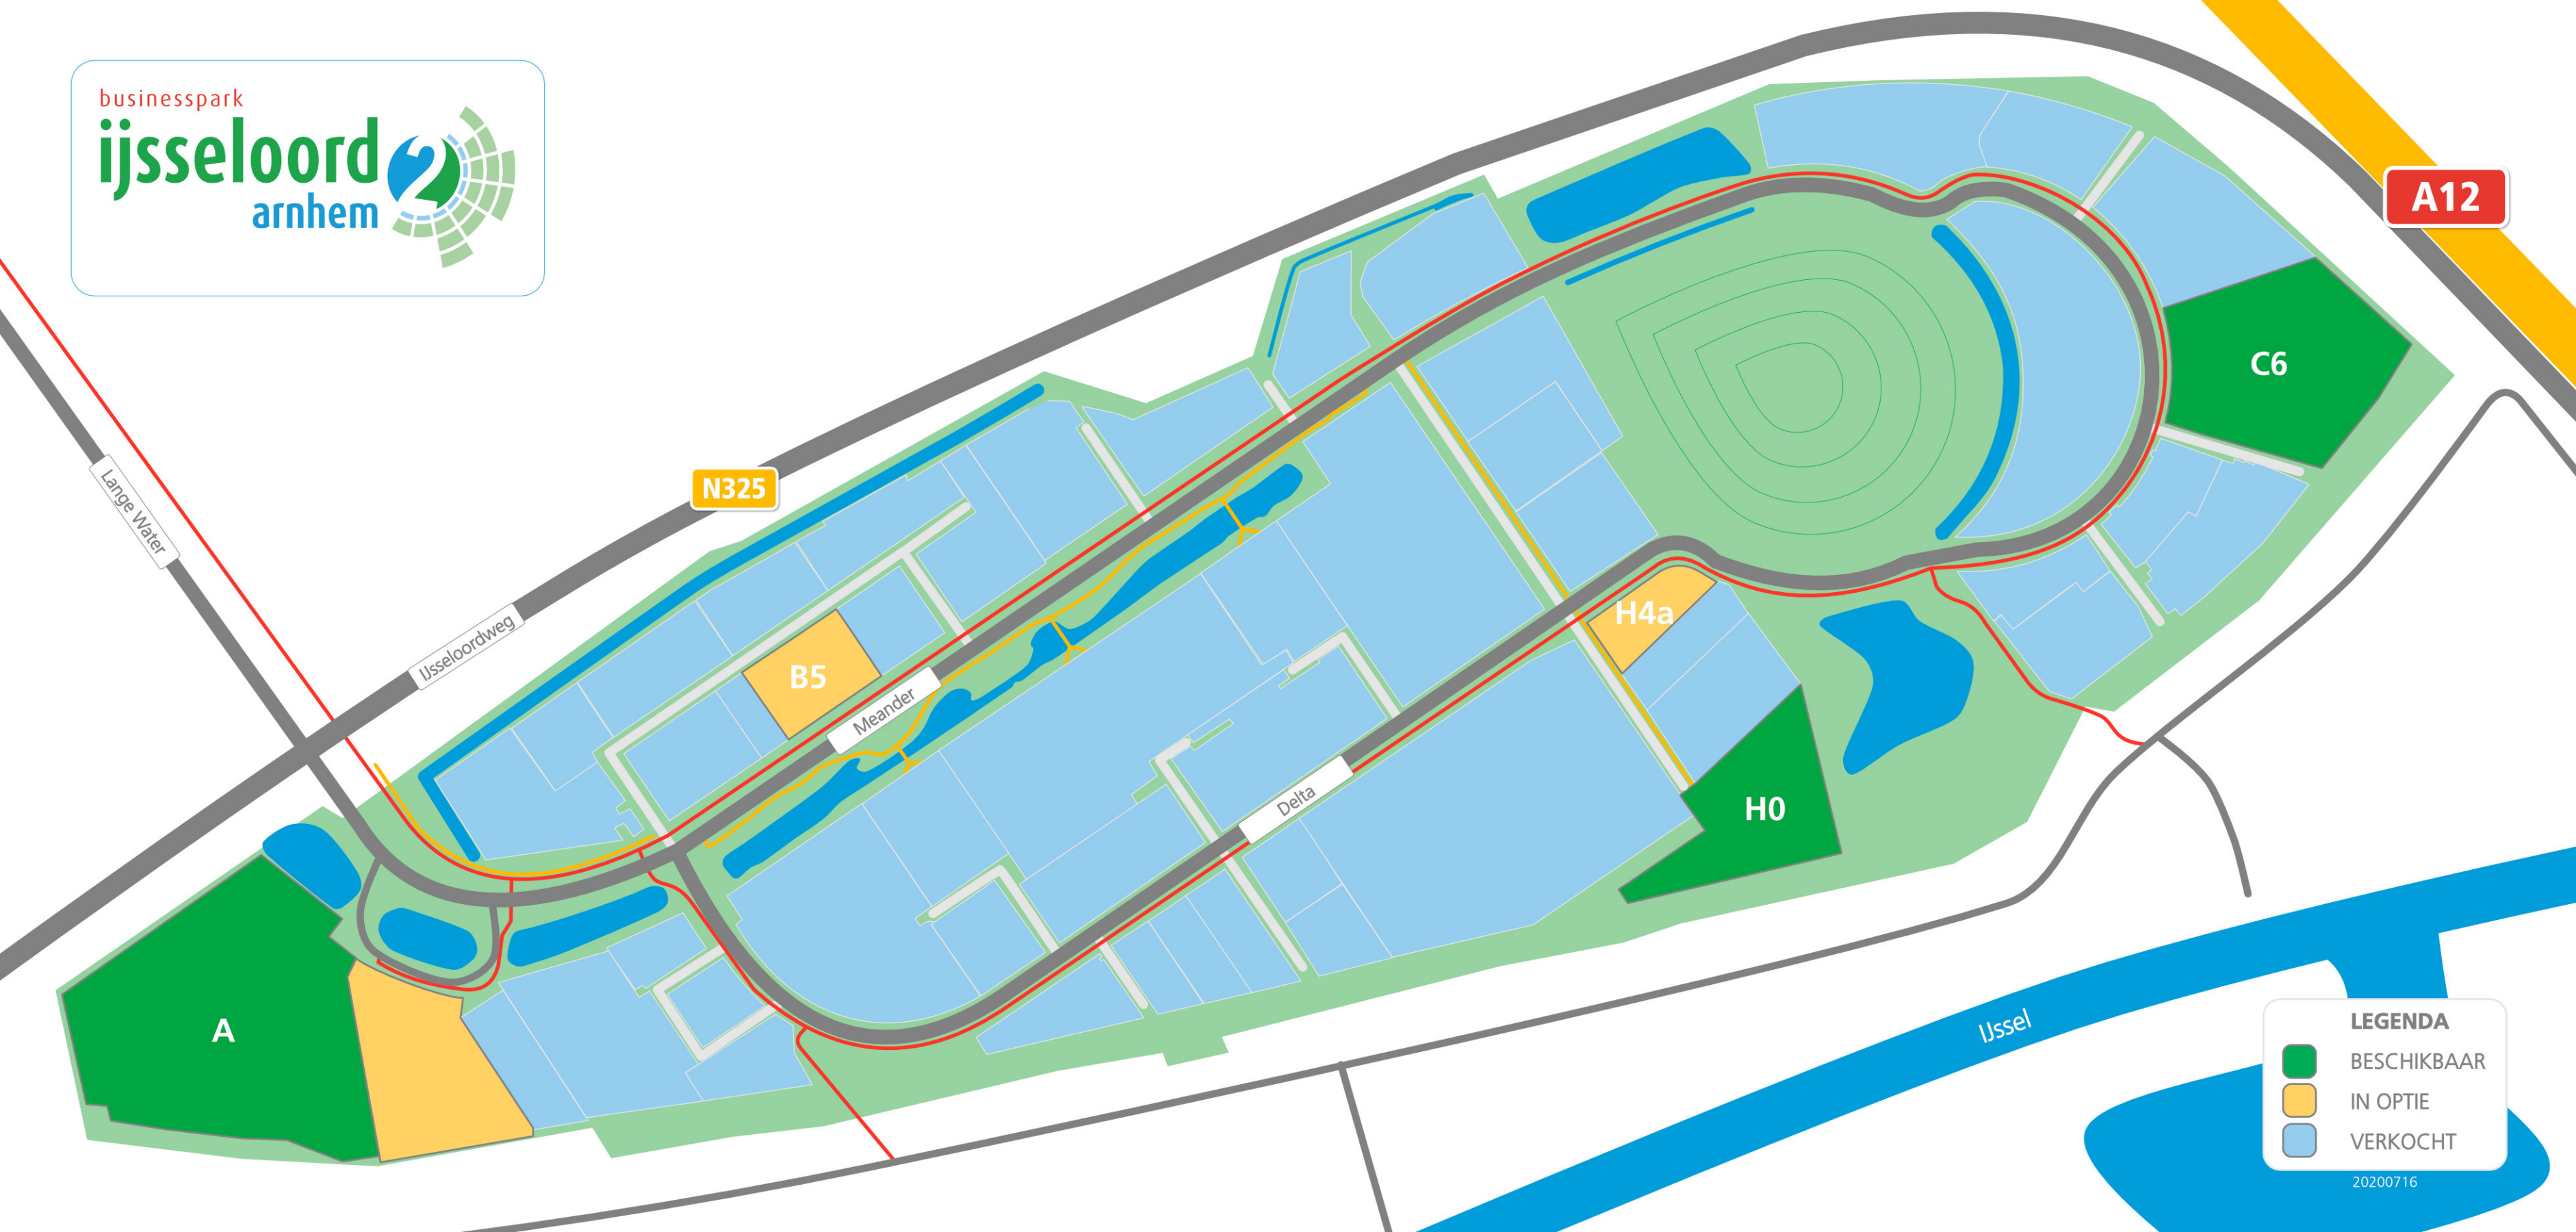 businesspark
ijsseloord 2
arnhem
A12
N325
Lange Water
IJsseloordweg
C6
H4a
B5
Meander
Delta
H0
A
IJssel
LEGENDA
BESCHIKBAAR
IN OPTIE
VERKOCHT
20200716